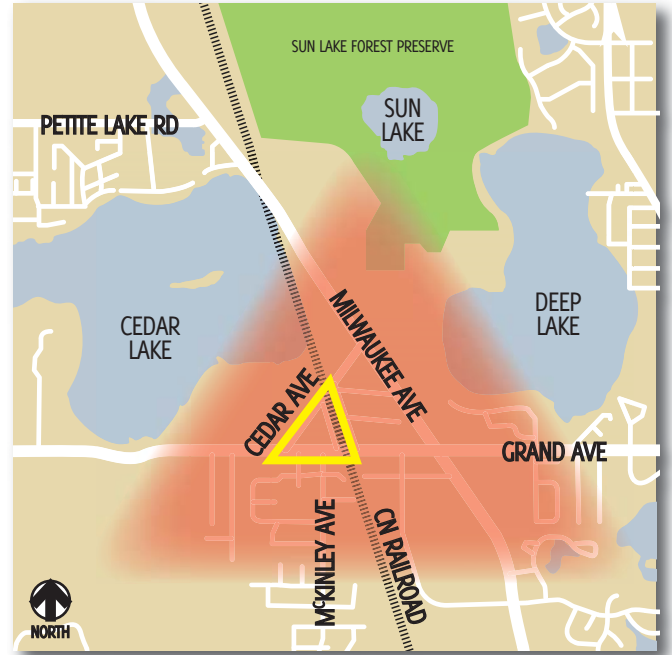 SUN LAKE FOREST PRESERVE
SUN
LAKE
PETITE LAKE RD
CEDAR
LAKE
DEEP
LAKE
MILWAUKEE AVE
CEDAR AVE
GRAND AVE
McKINLEY AVE
CN RAILROAD
NORTH